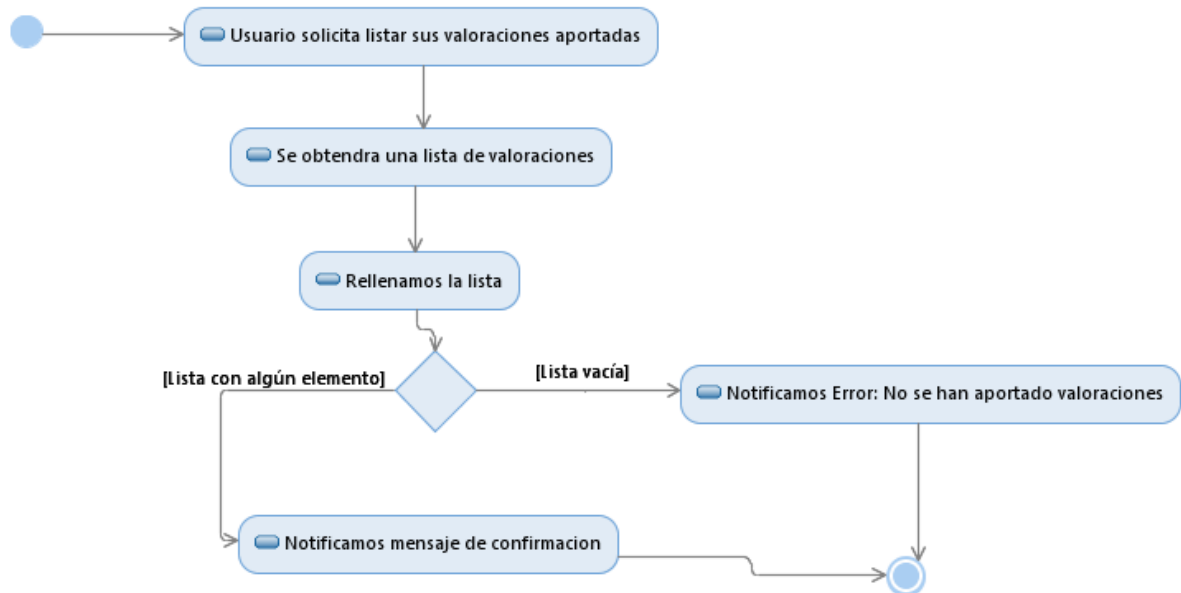 Usuario solicita listar sus valoraciones aportadas
Se obtendra una lista de valoraciones
Rellenamos la lista
[Lista con algún elemento]
[Lista vacía]
Notificamos Error: No se han aportado valoraciones
Notificamos mensaje de confirmacion